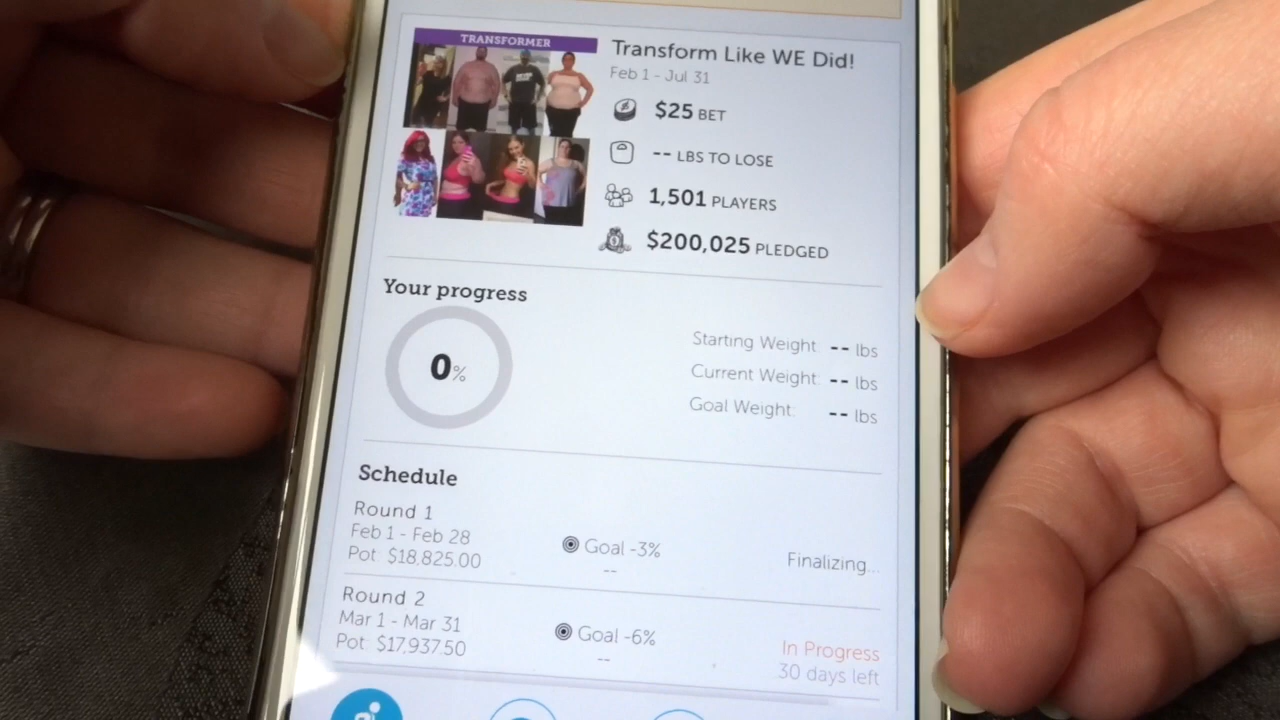 TRANSFORMER
Transform Like WE Did!
Feb 1 - Jul 31
$25 BET
-- LBS TO LOSE
1,501 PLAYERS
$200,025 PLEDGED
Your progress
0%
Starting Weight: -- lbs
Current Weight: -- lbs
Goal Weight: -- lbs
Schedule
Round 1
Feb 1 - Feb 28
Pot: $18,825.00
Goal -3%
--
Finalizing...
Round 2
Mar 1 - Mar 31
Pot: $17,937.50
Goal -6%
--
In Progress
30 days left